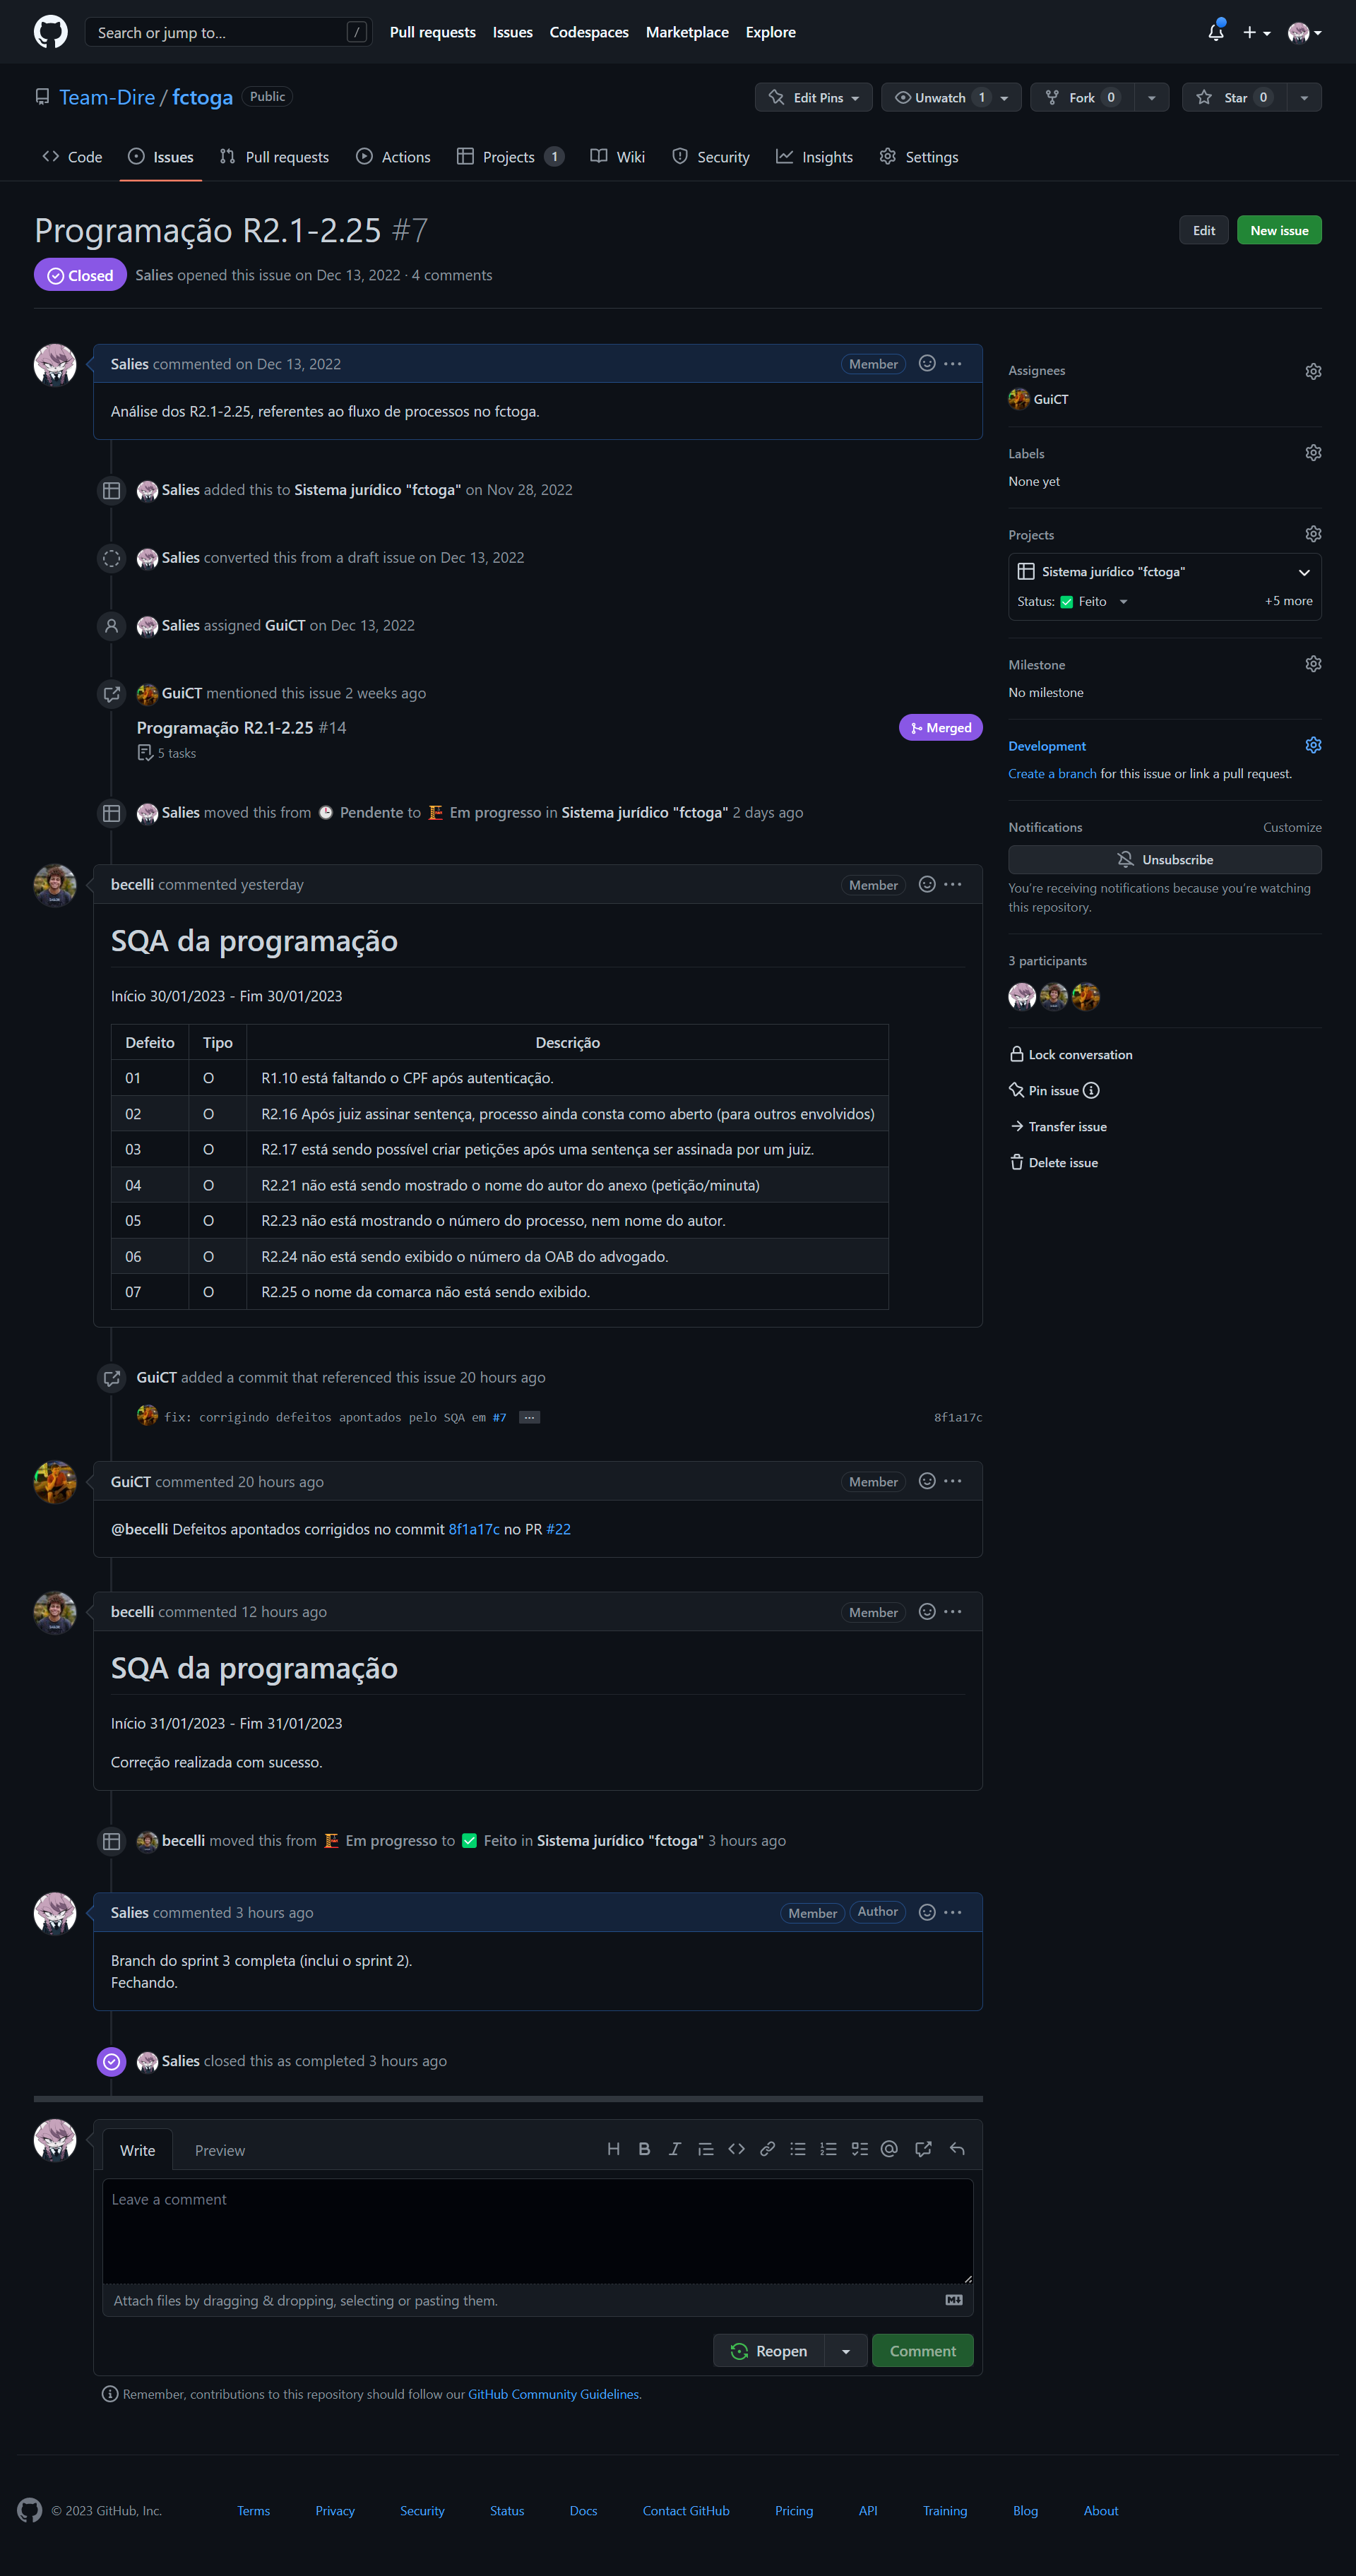 Search or jump to... /
Pull requests Issues Codespaces Marketplace Explore
Team-Dire / fctoga Public
Edit Pins Unwatch 1 Fork 0 Star 0
Code Issues Pull requests Actions Projects 1 Wiki Security Insights Settings
Programação R2.1-2.25 #7
Edit New issue
Closed Salies opened this issue on Dec 13, 2022 · 4 comments
Salies commented on Dec 13, 2022 Member
Análise dos R2.1-2.25, referentes ao fluxo de processos no fctoga.
Salies added this to Sistema jurídico "fctoga" on Nov 28, 2022
Salies converted this from a draft issue on Dec 13, 2022
Salies assigned GuiCT on Dec 13, 2022
GuiCT mentioned this issue 2 weeks ago
Programação R2.1-2.25 #14 Merged
5 tasks
Salies moved this from Pendente to Em progresso in Sistema jurídico "fctoga" 2 days ago
becelli commented yesterday Member
SQA da programação
Início 30/01/2023 - Fim 30/01/2023
Defeito Tipo Descrição
01 O R1.10 está faltando o CPF após autenticação.
02 O R2.16 Após juiz assinar sentença, processo ainda consta como aberto (para outros envolvidos)
03 O R2.17 está sendo possível criar petições após uma sentença ser assinada por um juiz.
04 O R2.21 não está sendo mostrado o nome do autor do anexo (petição/minuta)
05 O R2.23 não está mostrando o número do processo, nem nome do autor.
06 O R2.24 não está sendo exibido o número da OAB do advogado.
07 O R2.25 o nome da comarca não está sendo exibido.
GuiCT added a commit that referenced this issue 20 hours ago
fix: corrigindo defeitos apontados pelo SQA em #7 … 8f1a17c
GuiCT commented 20 hours ago Member
@becelli Defeitos apontados corrigidos no commit 8f1a17c no PR #22
becelli commented 12 hours ago Member
SQA da programação
Início 31/01/2023 - Fim 31/01/2023
Correção realizada com sucesso.
becelli moved this from Em progresso to Feito in Sistema jurídico "fctoga" 3 hours ago
Salies commented 3 hours ago Member Author
Branch do sprint 3 completa (inclui o sprint 2).
Fechando.
Salies closed this as completed 3 hours ago
Write Preview
Leave a comment
Attach files by dragging & dropping, selecting or pasting them.
Reopen Comment
Remember, contributions to this repository should follow our GitHub Community Guidelines.
Assignees
GuiCT
Labels
None yet
Projects
Sistema jurídico "fctoga"
Status: Feito +5 more
Milestone
No milestone
Development
Create a branch for this issue or link a pull request.
Notifications Customize
Unsubscribe
You're receiving notifications because you're watching
this repository.
3 participants
Lock conversation
Pin issue
Transfer issue
Delete issue
© 2023 GitHub, Inc. Terms Privacy Security Status Docs Contact GitHub Pricing API Training Blog About